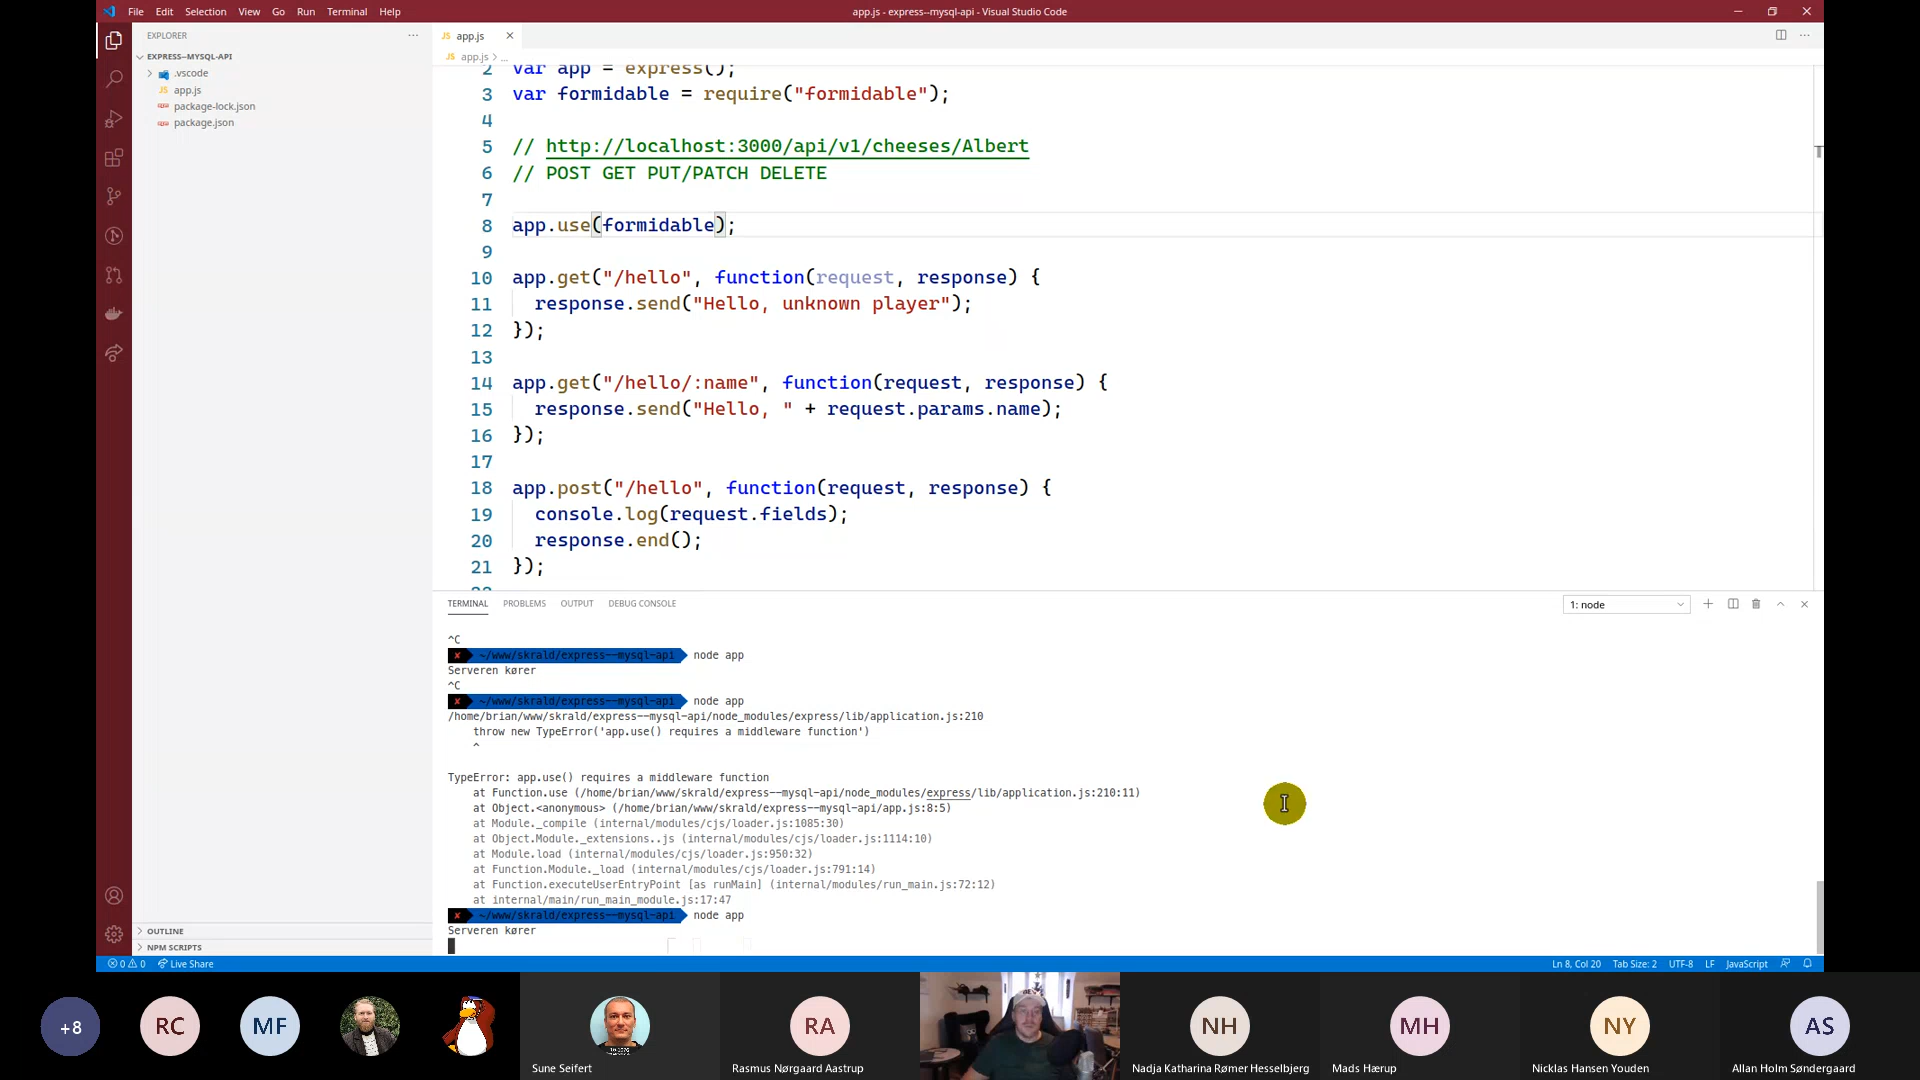 File Edit Selection View Go Run Terminal Help
app.js - express--mysql-api - Visual Studio Code
EXPLORER
EXPRESS--MYSQL-API
.vscode
JS app.js
package-lock.json
package.json
OUTLINE
NPM SCRIPTS
JS app.js
JS app.js > ...
2 var app = express();
3 var formidable = require("formidable");
4
5 // http://localhost:3000/api/v1/cheeses/Albert
6 // POST GET PUT/PATCH DELETE
7
8 app.use(formidable);
9
10 app.get("/hello", function(request, response) {
11 response.send("Hello, unknown player");
12 });
13
14 app.get("/hello/:name", function(request, response) {
15 response.send("Hello, " + request.params.name);
16 });
17
18 app.post("/hello", function(request, response) {
19 console.log(request.fields);
20 response.end();
21 });
TERMINAL PROBLEMS OUTPUT DEBUG CONSOLE
1: node
^C
✘ ~/www/skrald/express--mysql-api node app
Serveren kører
^C
✘ ~/www/skrald/express--mysql-api node app
/home/brian/www/skrald/express--mysql-api/node_modules/express/lib/application.js:210
throw new TypeError('app.use() requires a middleware function')
^
TypeError: app.use() requires a middleware function
at Function.use (/home/brian/www/skrald/express--mysql-api/node_modules/express/lib/application.js:210:11)
at Object.<anonymous> (/home/brian/www/skrald/express--mysql-api/app.js:8:5)
at Module._compile (internal/modules/cjs/loader.js:1085:30)
at Object.Module._extensions..js (internal/modules/cjs/loader.js:1114:10)
at Module.load (internal/modules/cjs/loader.js:950:32)
at Function.Module._load (internal/modules/cjs/loader.js:791:14)
at Function.executeUserEntryPoint [as runMain] (internal/modules/run_main.js:72:12)
at internal/main/run_main_module.js:17:47
✘ ~/www/skrald/express--mysql-api node app
Serveren kører
0 0 Live Share
Ln 8, Col 20 Tab Size: 2 UTF-8 LF JavaScript
+8
RC
MF
Sune Seifert
RA
Rasmus Nørgaard Aastrup
NH
Nadja Katharina Rømer Hesselbjerg
MH
Mads Hærup
NY
Nicklas Hansen Youden
AS
Allan Holm Søndergaard